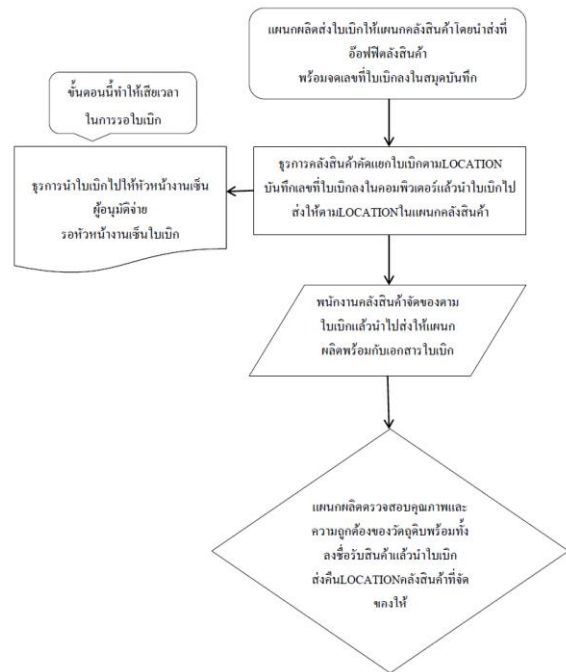 แผนกผลิตส่งใบเบิกให้แผนกคลังสินค้าโดยนำส่งที่
อ๊อฟฟิตลังสินค้า
พร้อมจดเลขที่ใบเบิกลงในสมุดบันทึก
ขั้นตอนนี้ทำให้เสียเวลา
ในการรอใบเบิก
ธุรการคลังสินค้าคัดแยกใบเบิกตามLOCATION
บันทึกเลขที่ใบเบิกลงในคอมพิวเตอร์แล้วนำใบเบิกไป
ส่งให้ตามLOCATIONในแผนกคลังสินค้า
ธุรการนำใบเบิกไปให้หัวหน้างานเซ็น
ผู้อนุมัติจ่าย
รอหัวหน้างานเซ็นใบเบิก
พนักงานคลังสินค้าจัดของตาม
ใบเบิกแล้วนำไปส่งให้แผนก
ผลิตพร้อมกับเอกสารใบเบิก
แผนกผลิตตรวจสอบคุณภาพและ
ความถูกต้องของวัตถุดิบพร้อมทั้ง
ลงชื่อรับสินค้าแล้วนำใบเบิก
ส่งคืนLOCATIONคลังสินค้าที่จัด
ของให้